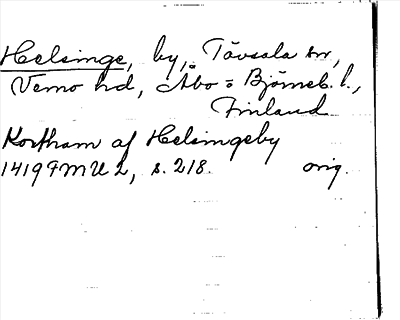 Helsinge, by, Tövsala sn,
Vemo hd, Åbo = Björneb. l.,
Finland
Kortham af Helsingeby
1419 FMU 2, s. 218. orig.